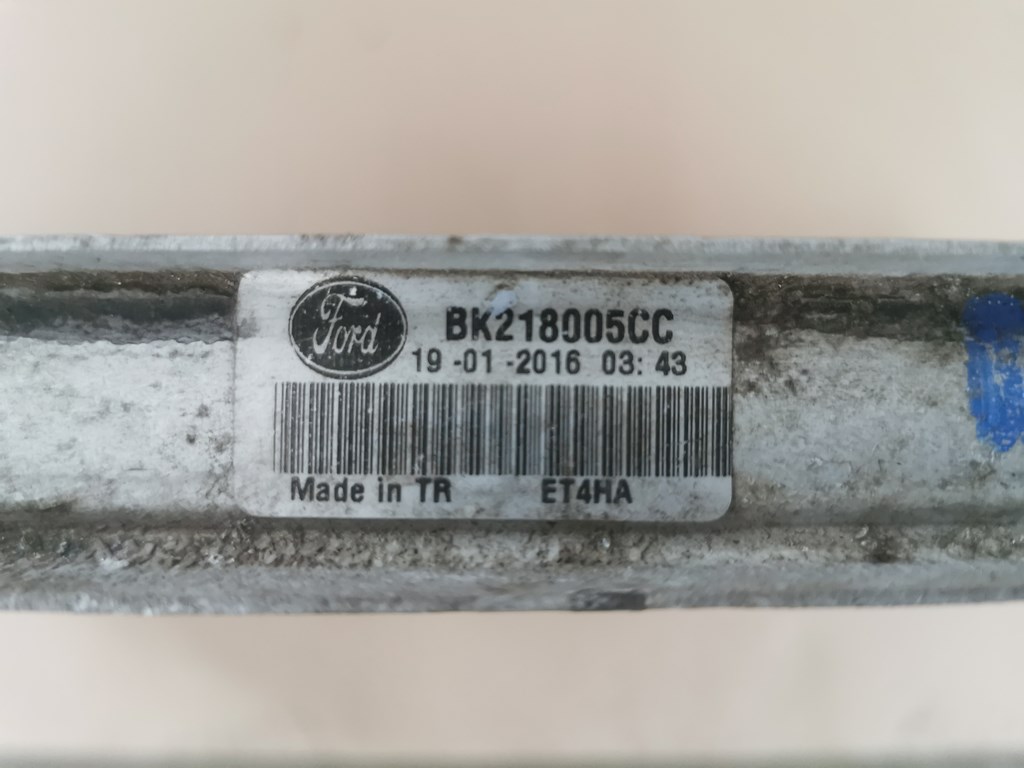 Ford
BK218005CC
19 -01 -2016 03: 43
Made in TR ET4HA